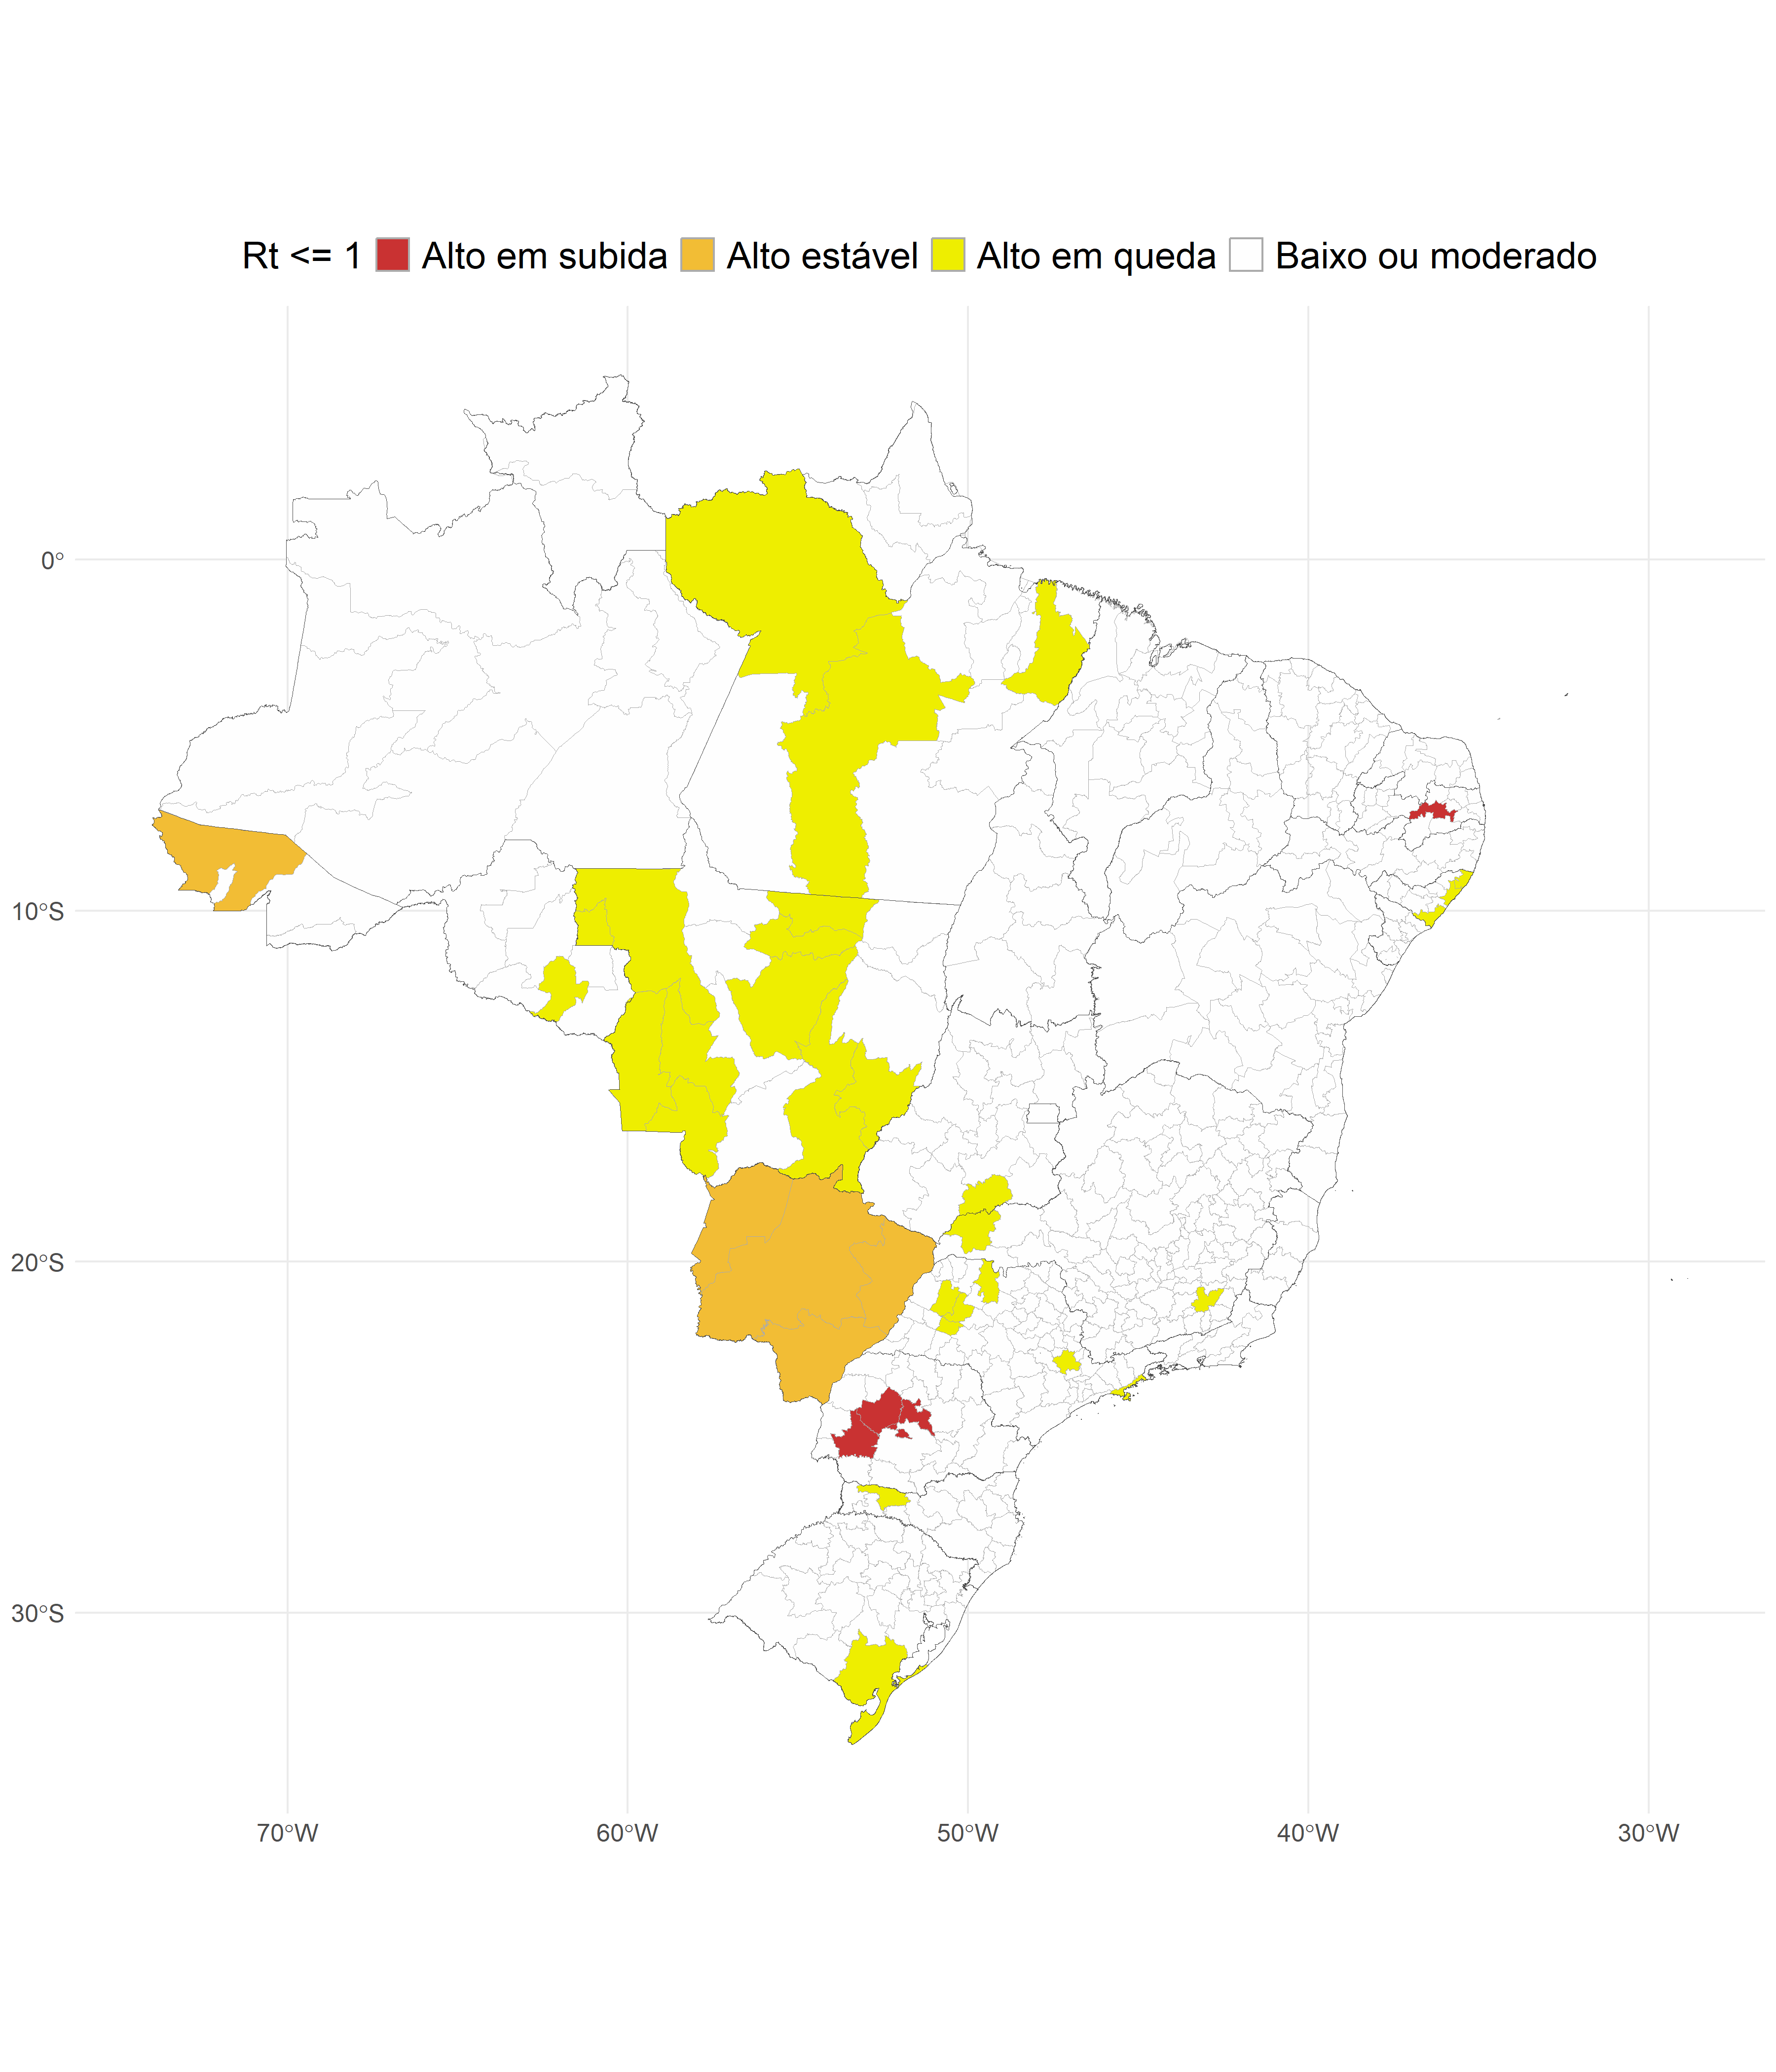 Rt <= 1 Alto em subida Alto estável Alto em queda Baixo ou moderado
0°
10°S
20°S
30°S
70°W 60°W 50°W 40°W 30°W